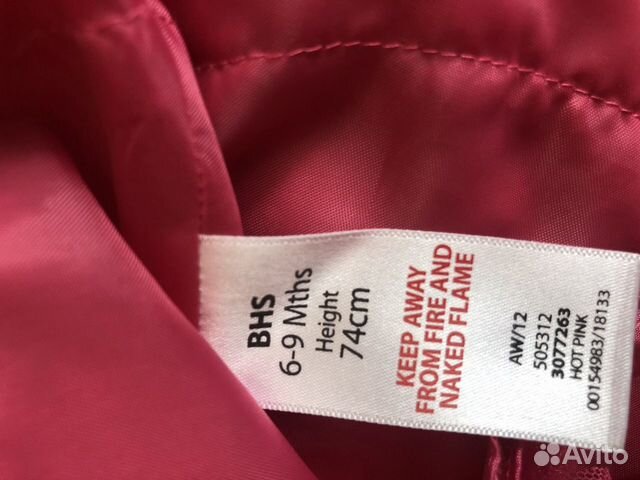 BHS
6-9 Mths
Height
74cm
KEEP AWAY
FROM FIRE AND
NAKED FLAME
AW/12
505312
3077263
HOT PINK
00154983/18133
Avito